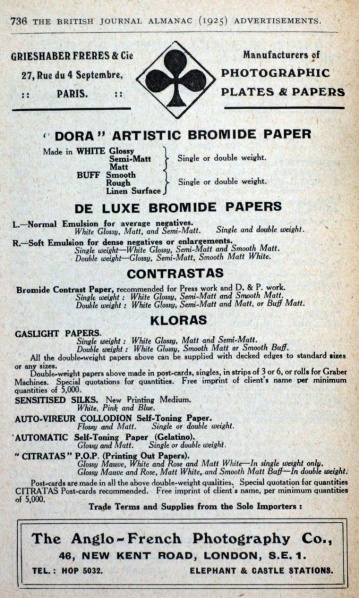 736 THE BRITISH JOURNAL ALMANAC (1925) ADVERTISEMENTS.
GRIESHABER FRERES & Cie
27, Rue du 4 Septembre,
:: PARIS. ::
Manufacturers of
PHOTOGRAPHIC
PLATES & PAPERS
"DORA" ARTISTIC BROMIDE PAPER
Made in WHITE Glossy
Semi-Matt
Matt
Single or double weight.
BUFF Smooth
Rough
Linen Surface
Single or double weight.
DE LUXE BROMIDE PAPERS
L.—Normal Emulsion for average negatives.
White Glossy, Matt, and Semi-Matt. Single and double weight.
R.—Soft Emulsion for dense negatives or enlargements.
Single weight—White Glossy, Semi-Matt and Smooth Matt.
Double weight—Glossy, Semi-Matt, Smooth Matt White.
CONTRASTAS
Bromide Contrast Paper, recommended for Press work and D. & P. work.
Single weight : White Glossy, Semi-Matt and Smooth Matt.
Double weight : White Glossy, Semi-Matt and Matt, or Buff Matt.
KLORAS
GASLIGHT PAPERS.
Single weight : White Glossy, Matt and Semi-Matt.
Double weight : White Glossy, Smooth Matt or Smooth Buff.
All the double-weight papers above can be supplied with decked edges to standard sizes
or any sizes.
Double-weight papers above made in post-cards, singles, in strips of 3 or 6, or rolls for Graber
Machines. Special quotations for quantities. Free imprint of client's name per minimum
quantities of 5,000.
SENSITISED SILKS. New Printing Medium.
White, Pink and Blue.
AUTO-VIREUR COLLODION Self-Toning Paper.
Flossy and Matt. Single or double weight.
AUTOMATIC Self-Toning Paper (Gelatino).
Glossy and Matt. Single or double weight.
"CITRATAS" P.O.P. (Printing Out Papers).
Glossy Mauve, White and Rose and Matt White—In single weight only.
Glossy Mauve and Rose, Matt White, and Smooth Matt Buff—In double weight.
Post-cards are made in all the above double-weight qualities. Special quotation for quantities
CITRATAS Post-cards recommended. Free imprint of client's name, per minimum quantities
of 5,000.
Trade Terms and Supplies from the Sole Importers :
The Anglo-French Photography Co.,
46, NEW KENT ROAD, LONDON, S.E.1.
TEL. : HOP 5032. ELEPHANT & CASTLE STATIONS.